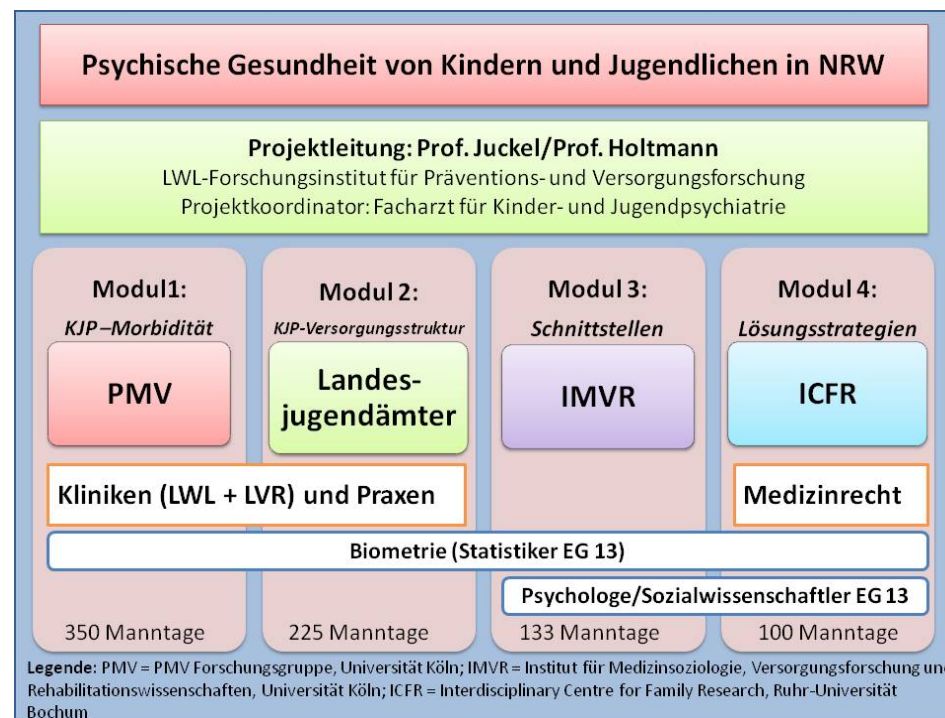 Psychische Gesundheit von Kindern und Jugendlichen in NRW
Projektleitung: Prof. Juckel/Prof. Holtmann
LWL-Forschungsinstitut für Präventions- und Versorgungsforschung
Projektkoordinator: Facharzt für Kinder- und Jugendpsychiatrie
Modul1:
KJP–Morbidität
PMV
Modul 2:
KJP-Versorgungsstruktur
Landes-
jugendämter
Modul 3:
Schnittstellen
IMVR
Modul 4:
Lösungsstrategien
ICFR
Kliniken (LWL + LVR) und Praxen
Medizinrecht
Biometrie (Statistiker EG 13)
Psychologe/Sozialwissenschaftler EG 13
350 Manntage
225 Manntage
133 Manntage
100 Manntage
Legende: PMV = PMV Forschungsgruppe, Universität Köln; IMVR = Institut für Medizinsoziologie, Versorgungsforschung un
Rehabilitationswissenschaften, Universität Köln; ICFR = Interdisciplinary Centre for Family Research, Ruhr-Universität
Bochum